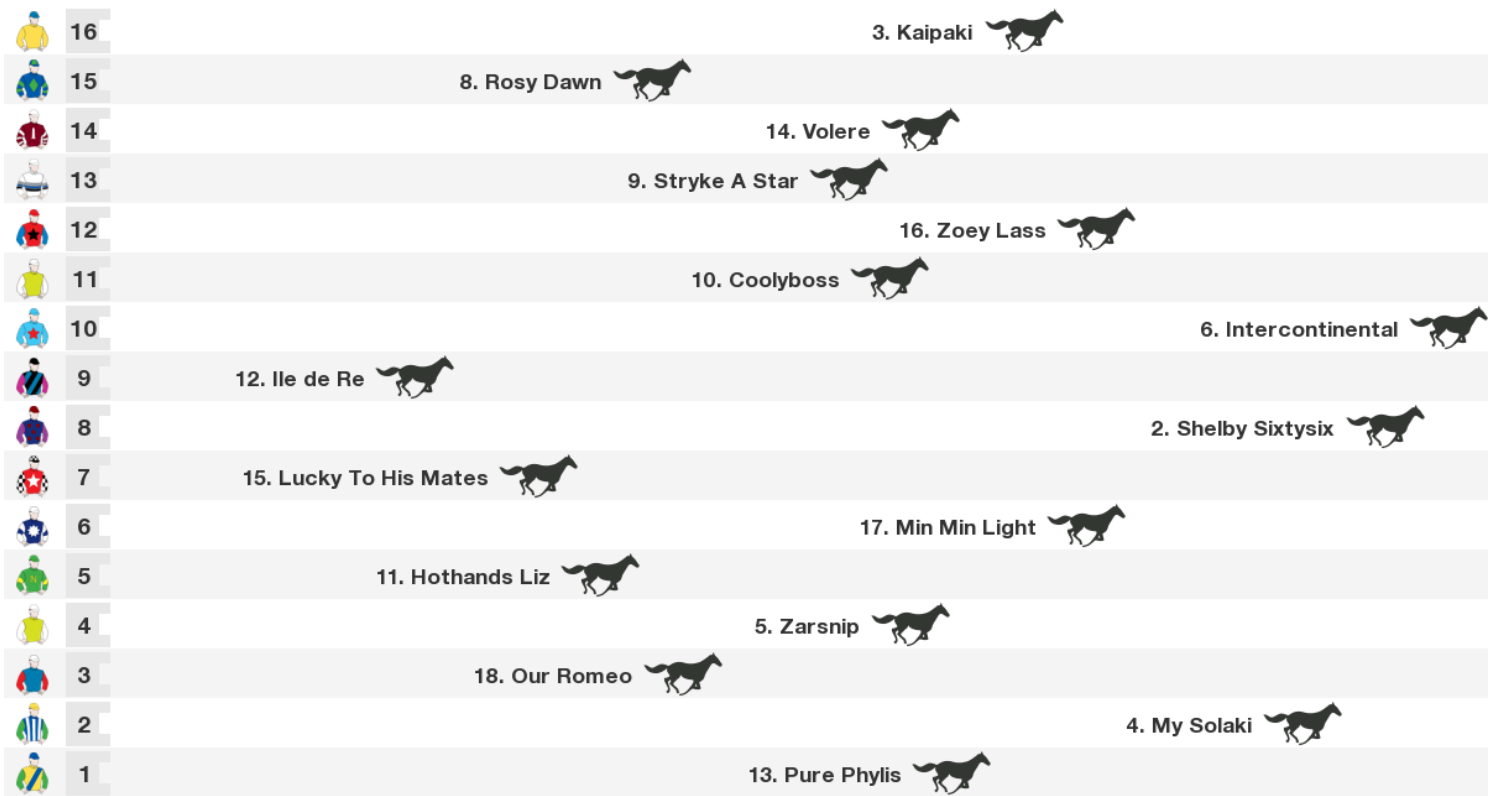 16 3. Kaipaki
15 8. Rosy Dawn
14 14. Volere
13 9. Stryke A Star
12 16. Zoey Lass
11 10. Coolyboss
10 6. Intercontinental
9 12. Ile de Re
8 2. Shelby Sixtysix
7 15. Lucky To His Mates
6 17. Min Min Light
5 11. Hothands Liz
N
4 5. Zarsnip
3 18. Our Romeo
2 4. My Solaki
1 13. Pure Phylis